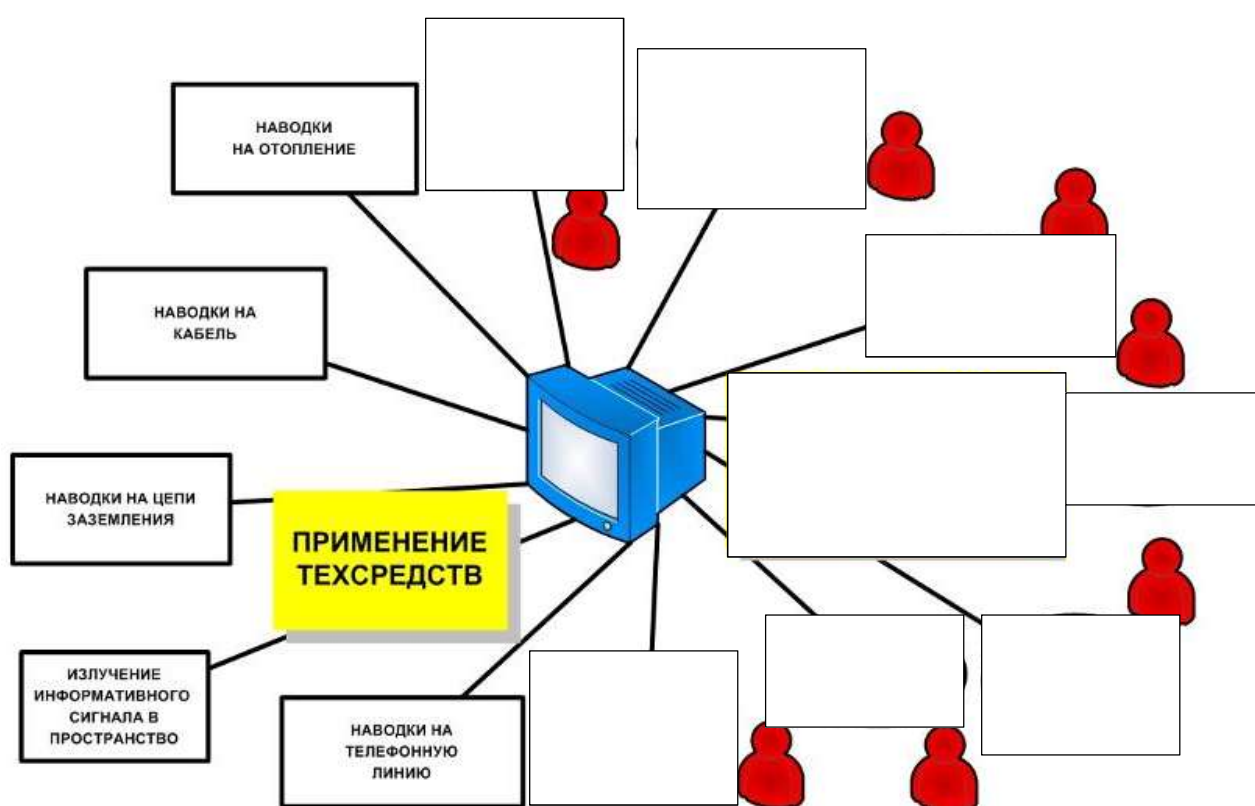 НАВОДКИ
НА ОТОПЛЕНИЕ
НАВОДКИ НА
КАБЕЛЬ
НАВОДКИ НА ЦЕПИ
ЗАЗЕМЛЕНИЯ
ПРИМЕНЕНИЕ
ТЕХСРЕДСТВ
ИЗЛУЧЕНИЕ
ИНФОРМАТИВНОГО
СИГНАЛА В
ПРОСТРАНСТВО
НАВОДКИ НА
ТЕЛЕФОННУЮ
ЛИНИЮ